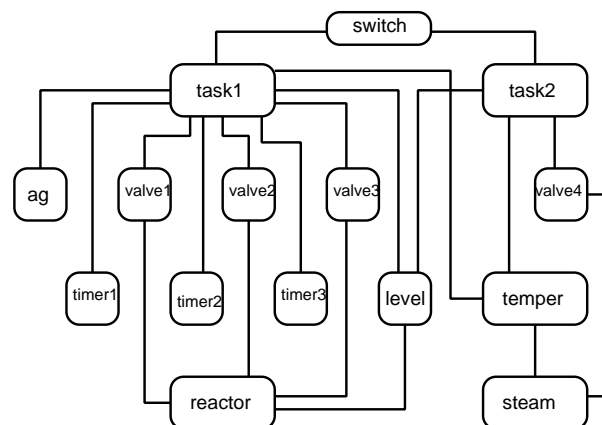 switch
task1
task2
ag
valve1
valve2
valve3
valve4
timer1
timer2
timer3
level
temper
reactor
steam